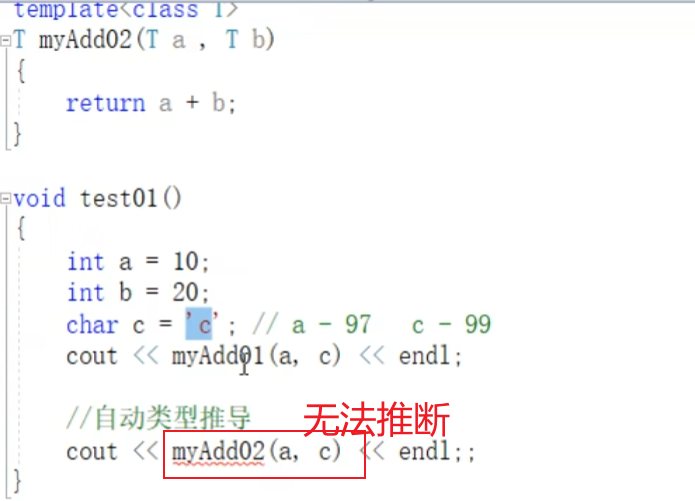 template<class T>
T myAdd02(T a , T b)
{
return a + b;
}
void test01()
{
int a = 10;
int b = 20;
char c = 'c'; // a - 97 c - 99
cout << myAdd01(a, c) << endl;
//自动类型推导 无法推断
cout << myAdd02(a, c) << endl;;
}